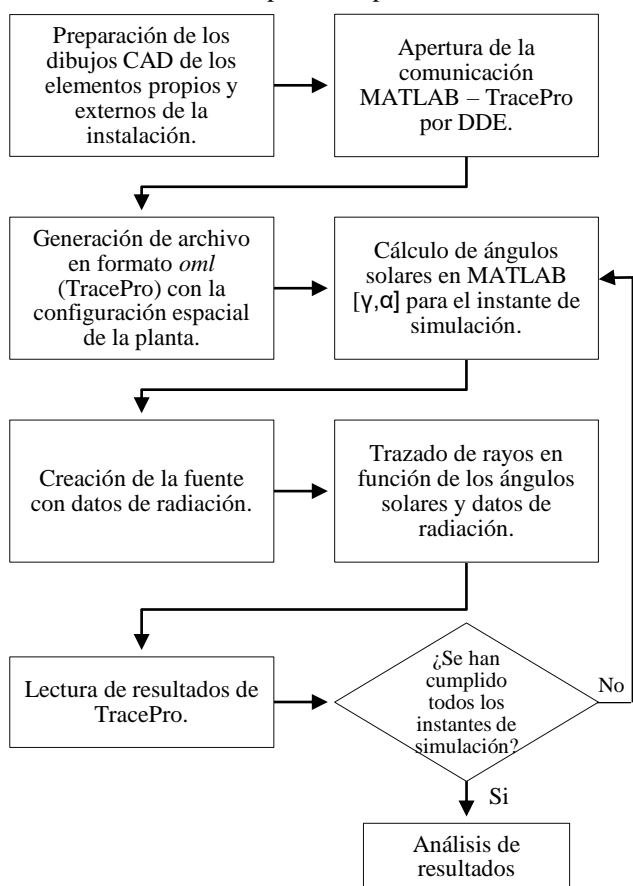 Preparación de los
dibujos CAD de los
elementos propios y
externos de la
instalación.
Apertura de la
comunicación
MATLAB – TracePro
por DDE.
Generación de archivo
en formato oml
(TracePro) con la
configuración espacial
de la planta.
Cálculo de ángulos
solares en MATLAB
[γ,α] para el instante de
simulación.
Creación de la fuente
con datos de radiación.
Trazado de rayos en
función de los ángulos
solares y datos de
radiación.
Lectura de resultados de
TracePro.
¿Se han
cumplido
todos los
instantes de
simulación?
No
Si
Análisis de
resultados